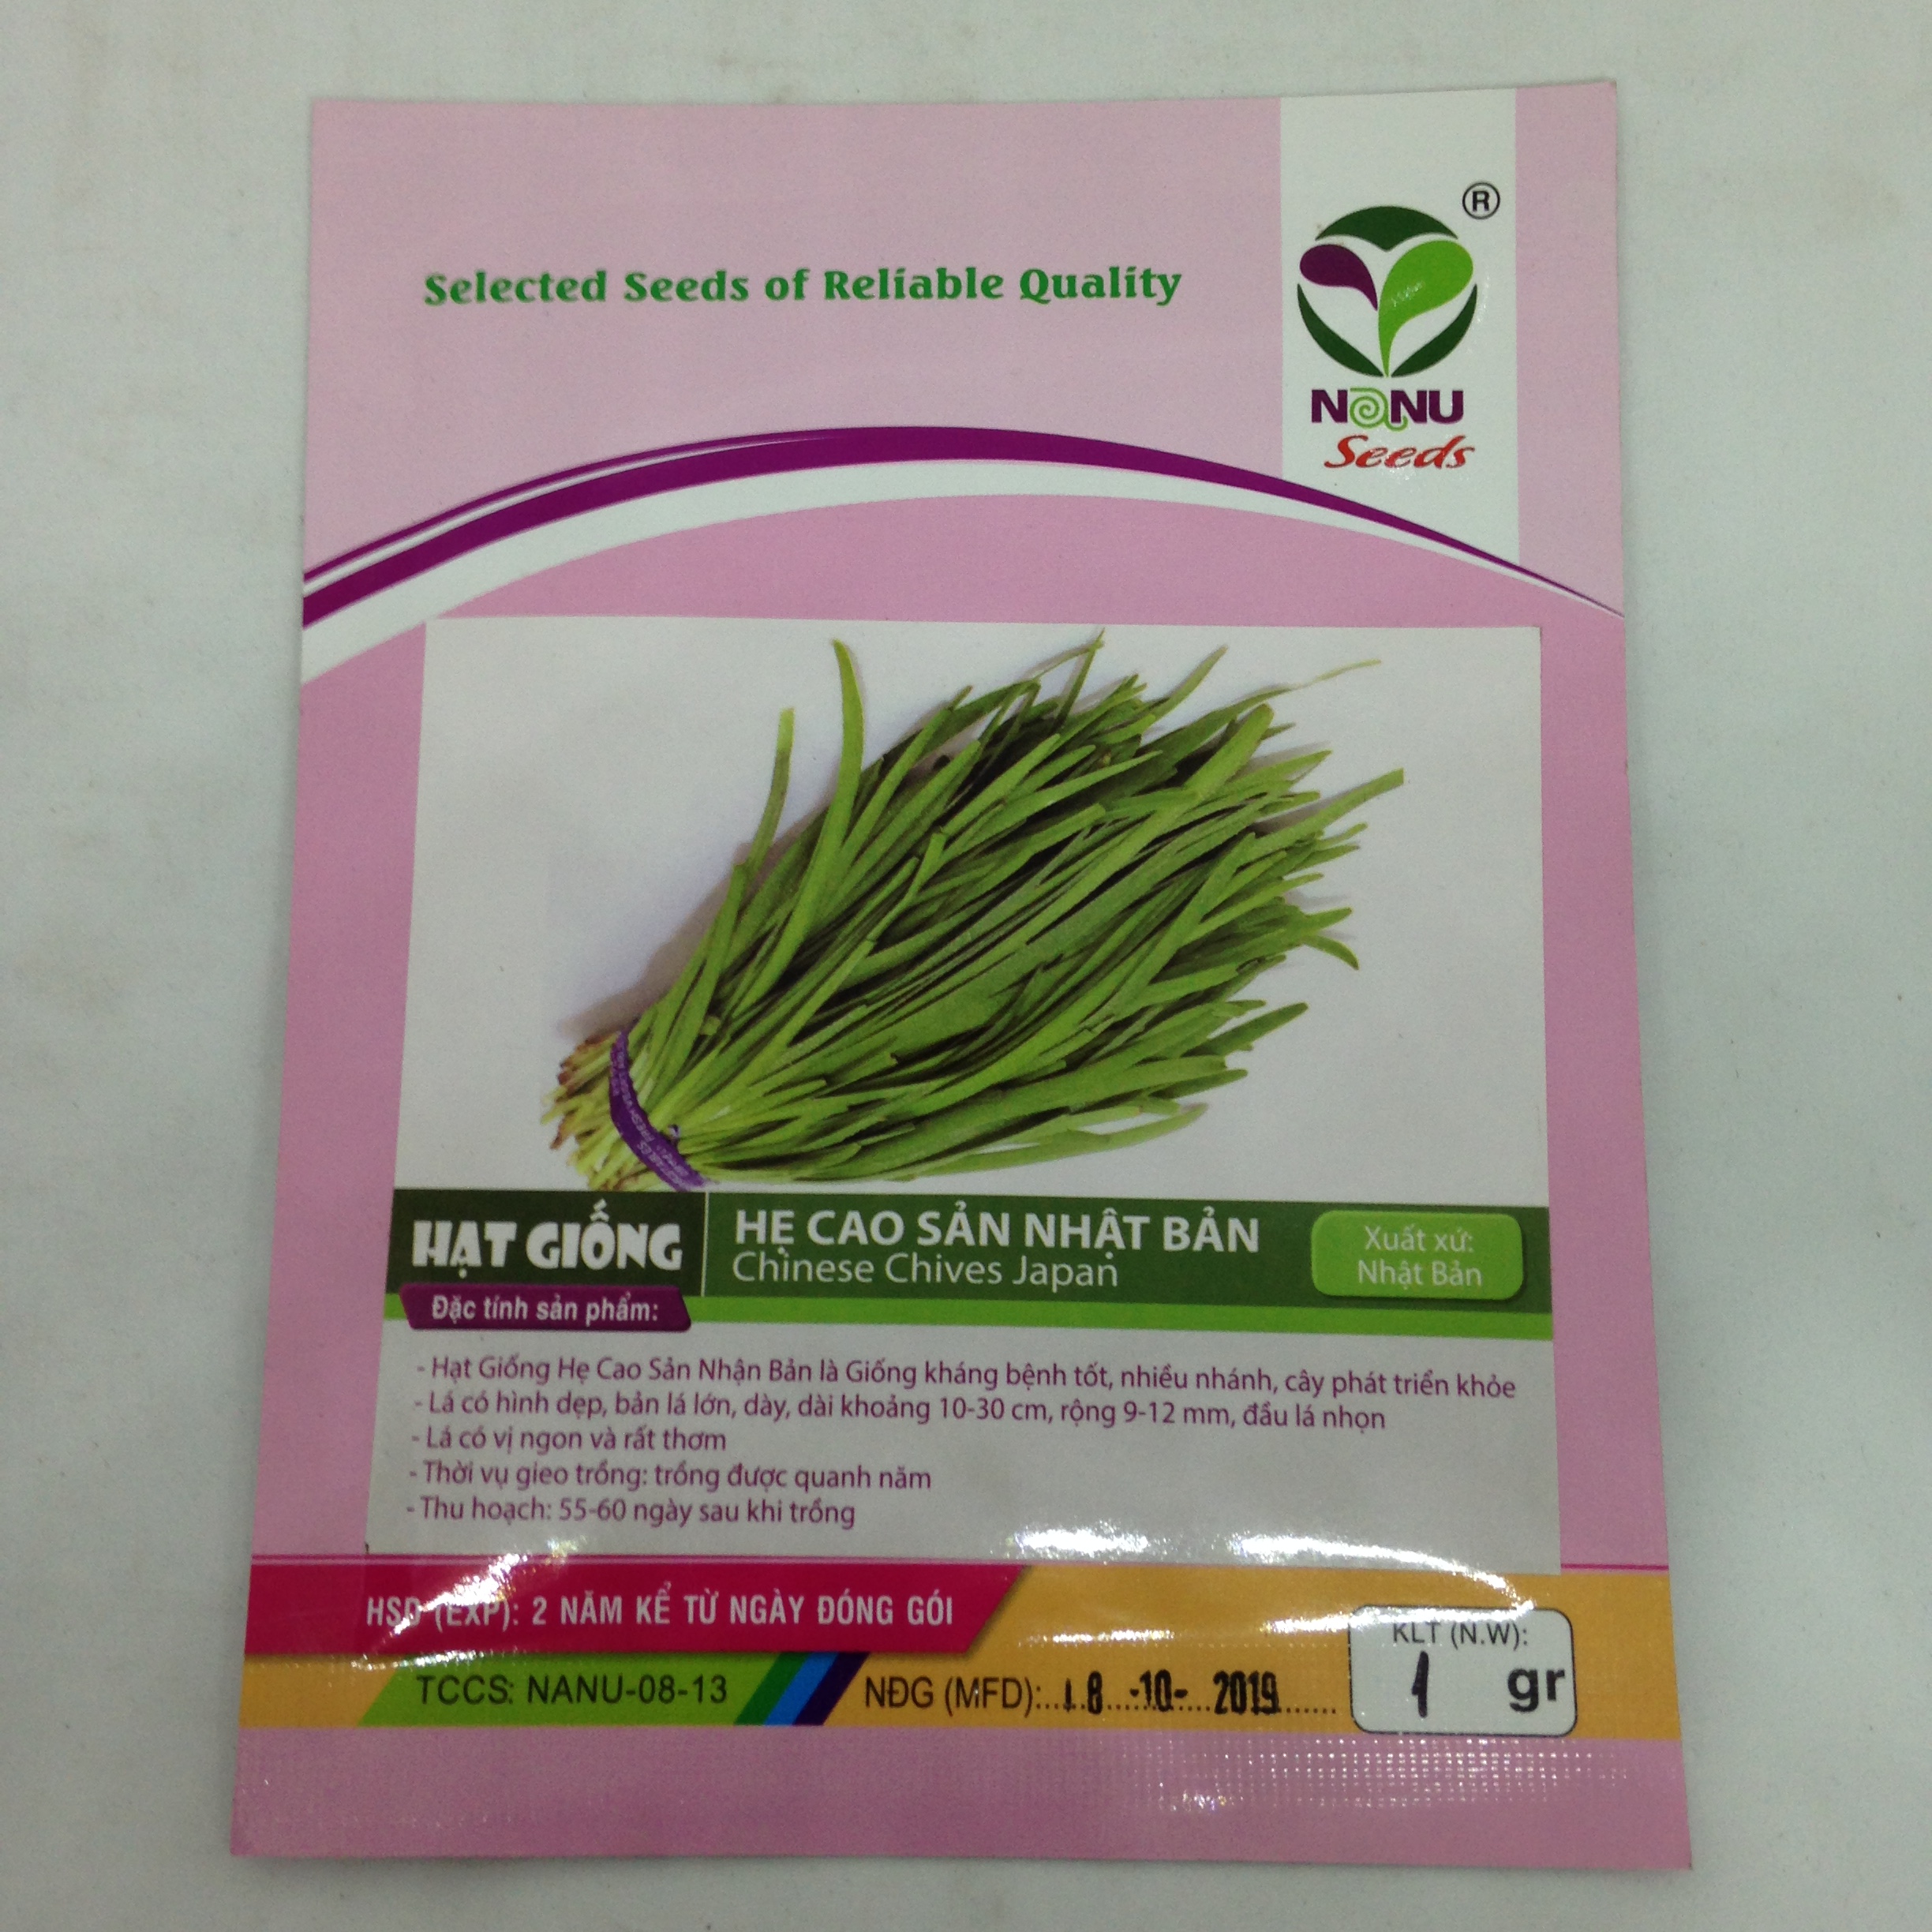 Selected Seeds of Reliable Quality
®
NANU
Seeds
HẠT GIỐNG
HẸ CAO SẢN NHẬT BẢN
Chinese Chives Japan
Xuất xứ:
Nhật Bản
Đặc tính sản phẩm:
- Hạt Giống Hẹ Cao Sản Nhận Bản là Giống kháng bệnh tốt, nhiều nhánh, cây phát triển khỏe
- Lá có hình dẹp, bản lá lớn, dày, dài khoảng 10-30 cm, rộng 9-12 mm, đầu lá nhọn
- Lá có vị ngon và rất thơm
- Thời vụ gieo trồng: trồng được quanh năm
- Thu hoạch: 55-60 ngày sau khi trồng
HSD (EXP): 2 NĂM KỂ TỪ NGÀY ĐÓNG GÓI
TCCS: NANU-08-13
NĐG (MFD):...18...-10-...2019......
KLT (N.W):
1 gr